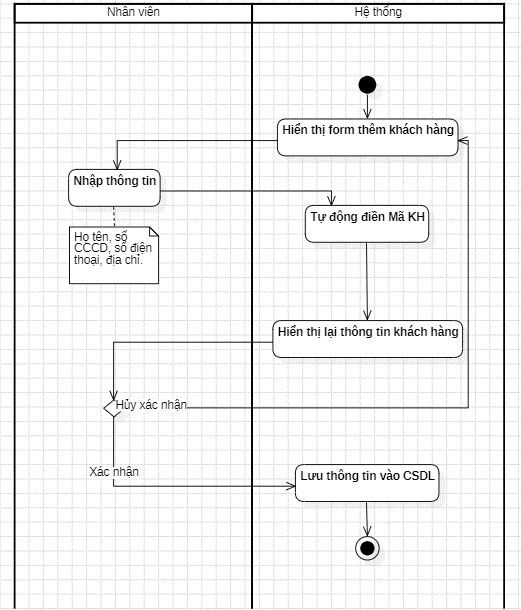 Nhân viên
Hệ thống
Hiển thị form thêm khách hàng
Nhập thông tin
Tự động điền Mã KH
Họ tên, số
CCCD, số điện
thoại, địa chỉ.
Hiển thị lại thông tin khách hàng
Hủy xác nhận
Xác nhận
Lưu thông tin vào CSDL